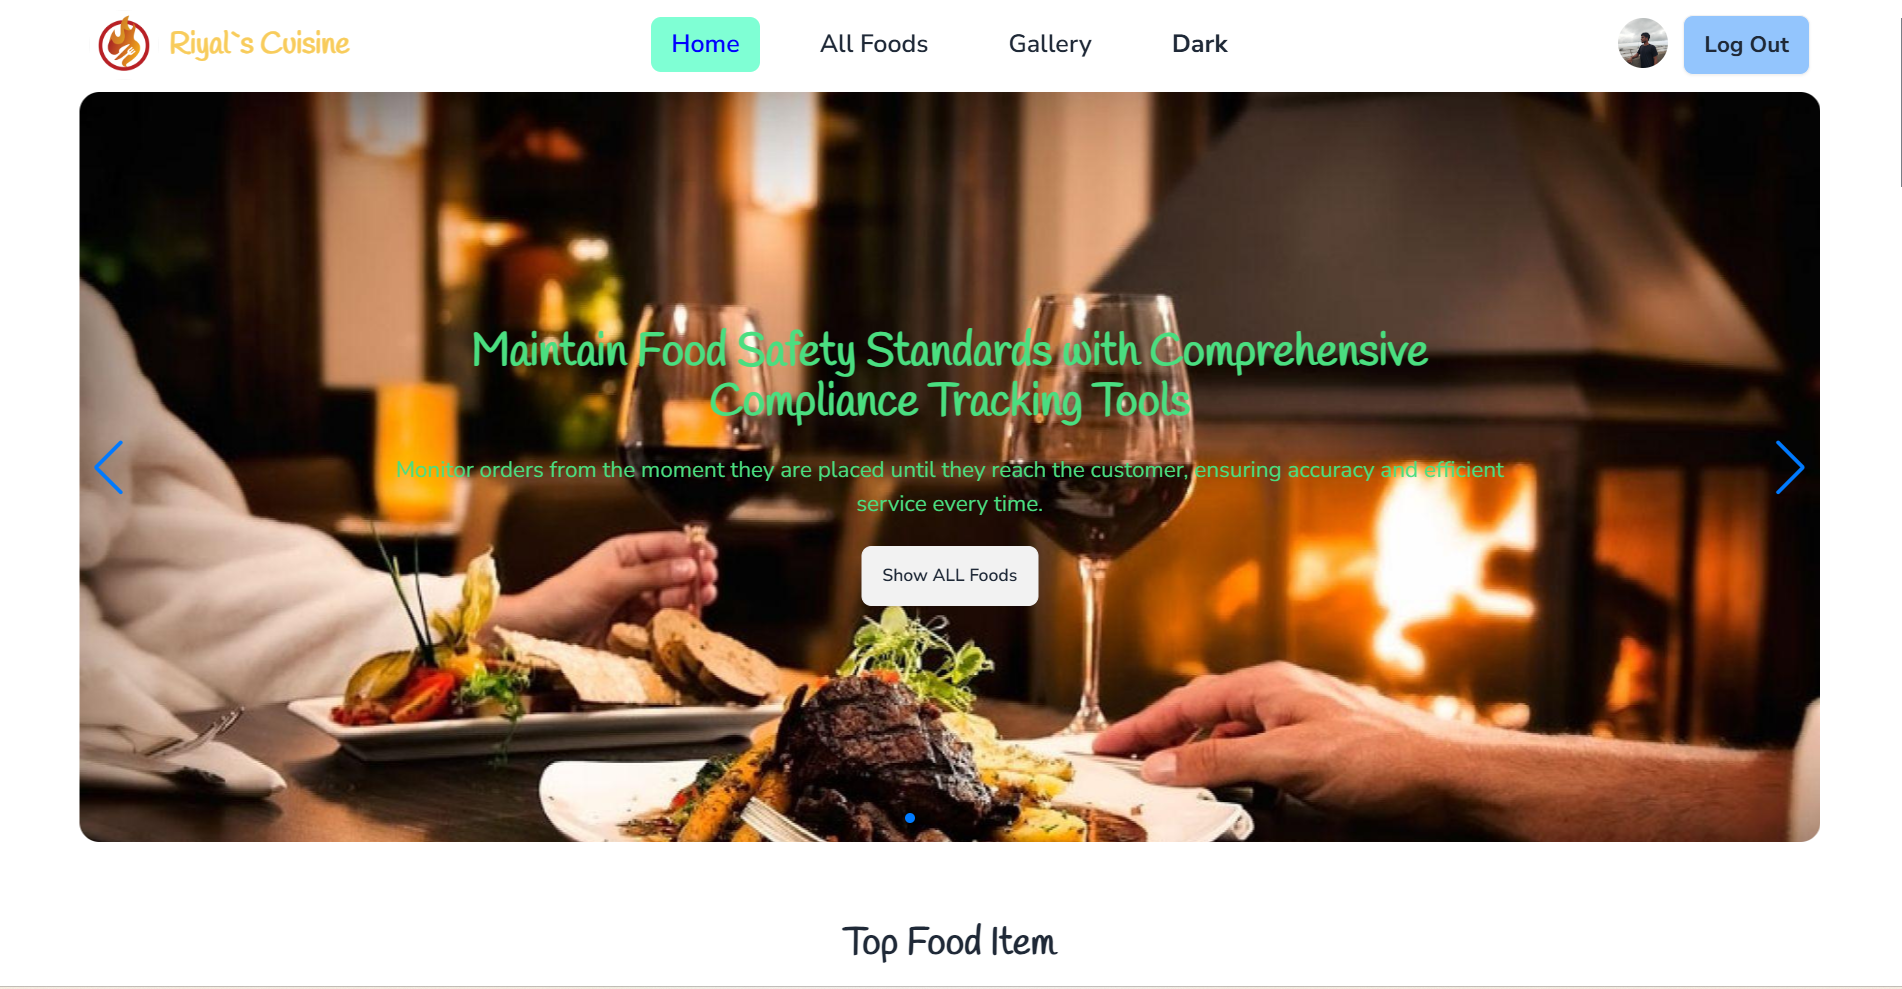 Riyal`s Cuisine
Home
All Foods
Gallery
Dark
Log Out
Maintain Food Safety Standards with Comprehensive
Compliance Tracking Tools
Monitor orders from the moment they are placed until they reach the customer, ensuring accuracy and efficient
service every time.
Show ALL Foods
Top Food Item